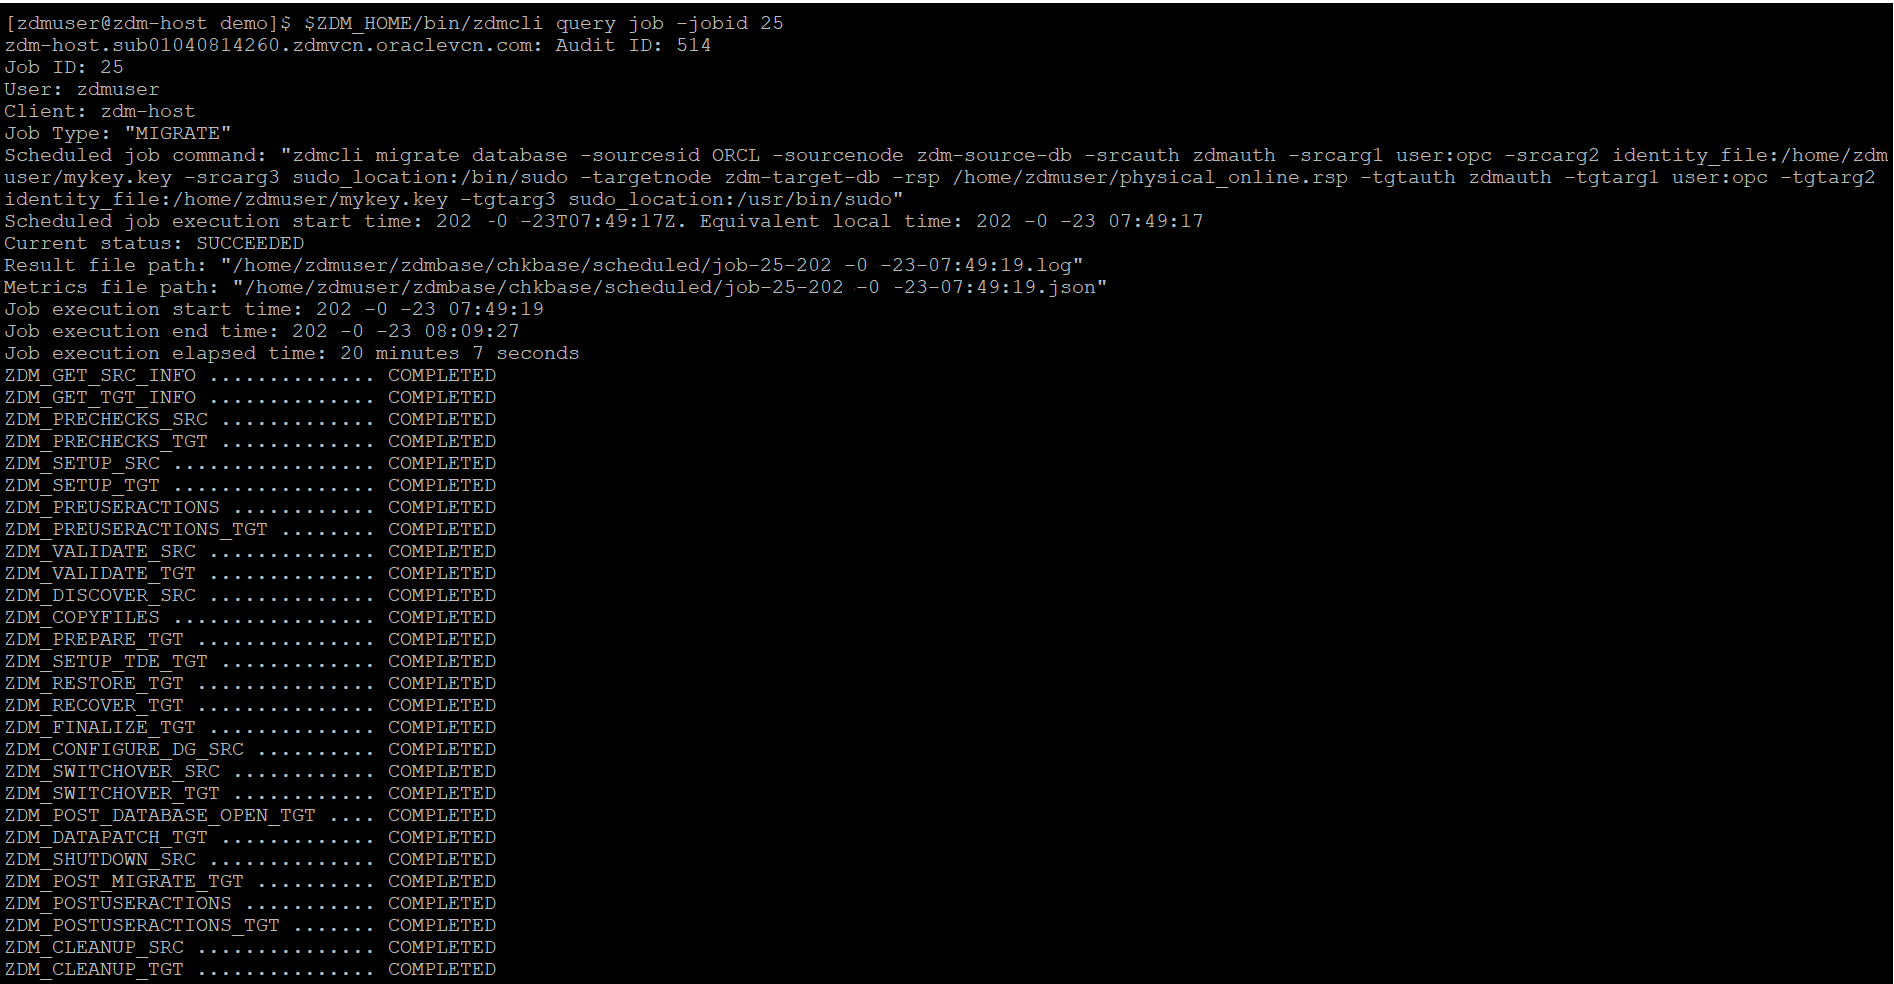 [zdmuser@zdm-host demo]$ $ZDM_HOME/bin/zdmcli query job -jobid 25
zdm-host.sub01040814260.zdmvcn.oraclevcn.com: Audit ID: 514
Job ID: 25
User: zdmuser
Client: zdm-host
Job Type: "MIGRATE"
Scheduled job command: "zdmcli migrate database -sourcesid ORCL -sourcenode zdm-source-db -srcauth zdmauth -srcarg1 user:opc -srcarg2 identity_file:/home/zdm
user/mykey.key -srcarg3 sudo_location:/bin/sudo -targetnode zdm-target-db -rsp /home/zdmuser/physical_online.rsp -tgtauth zdmauth -tgtarg1 user:opc -tgtarg2
identity_file:/home/zdmuser/mykey.key -tgtarg3 sudo_location:/usr/bin/sudo"
Scheduled job execution start time: 202 -0 -23T07:49:17Z. Equivalent local time: 202 -0 -23 07:49:17
Current status: SUCCEEDED
Result file path: "/home/zdmuser/zdmbase/chkbase/scheduled/job-25-202 -0 -23-07:49:19.log"
Metrics file path: "/home/zdmuser/zdmbase/chkbase/scheduled/job-25-202 -0 -23-07:49:19.json"
Job execution start time: 202 -0 -23 07:49:19
Job execution end time: 202 -0 -23 08:09:27
Job execution elapsed time: 20 minutes 7 seconds
ZDM_GET_SRC_INFO .............. COMPLETED
ZDM_GET_TGT_INFO .............. COMPLETED
ZDM_PRECHECKS_SRC ............. COMPLETED
ZDM_PRECHECKS_TGT ............. COMPLETED
ZDM_SETUP_SRC ................. COMPLETED
ZDM_SETUP_TGT ................. COMPLETED
ZDM_PREUSERACTIONS ............ COMPLETED
ZDM_PREUSERACTIONS_TGT ........ COMPLETED
ZDM_VALIDATE_SRC .............. COMPLETED
ZDM_VALIDATE_TGT .............. COMPLETED
ZDM_DISCOVER_SRC .............. COMPLETED
ZDM_COPYFILES ................. COMPLETED
ZDM_PREPARE_TGT ............... COMPLETED
ZDM_SETUP_TDE_TGT ............. COMPLETED
ZDM_RESTORE_TGT ............... COMPLETED
ZDM_RECOVER_TGT ............... COMPLETED
ZDM_FINALIZE_TGT .............. COMPLETED
ZDM_CONFIGURE_DG_SRC .......... COMPLETED
ZDM_SWITCHOVER_SRC ............ COMPLETED
ZDM_SWITCHOVER_TGT ............ COMPLETED
ZDM_POST_DATABASE_OPEN_TGT .... COMPLETED
ZDM_DATAPATCH_TGT ............. COMPLETED
ZDM_SHUTDOWN_SRC .............. COMPLETED
ZDM_POST_MIGRATE_TGT .......... COMPLETED
ZDM_POSTUSERACTIONS ........... COMPLETED
ZDM_POSTUSERACTIONS_TGT ....... COMPLETED
ZDM_CLEANUP_SRC ............... COMPLETED
ZDM_CLEANUP_TGT ............... COMPLETED